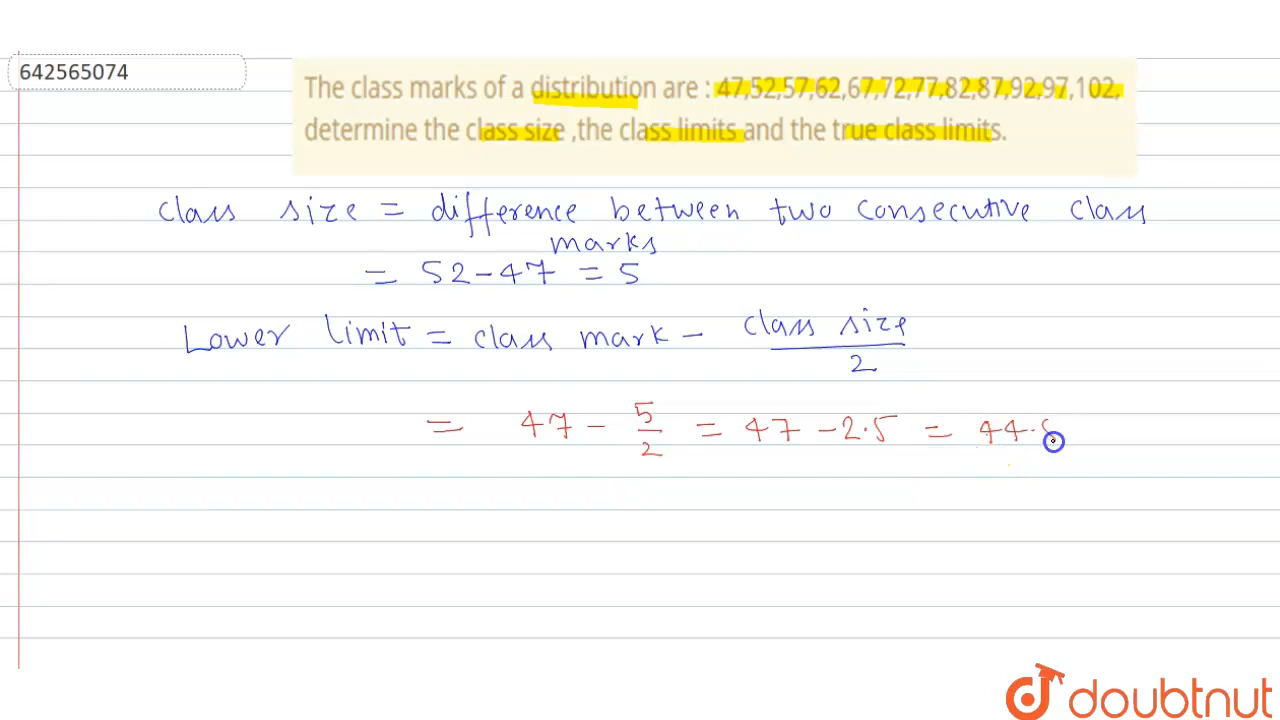 642565074
The class marks of a distribution are : 47,52,57,62,67,72,77,82,87,92,97,102,
determine the class size ,the class limits and the true class limits.
class size = difference between two consecutive class
marks
= 52-47 = 5
Lower limit = class mark - class size/2
= 47 - 5/2 = 47 - 2.5 = 44.5
doubtnut